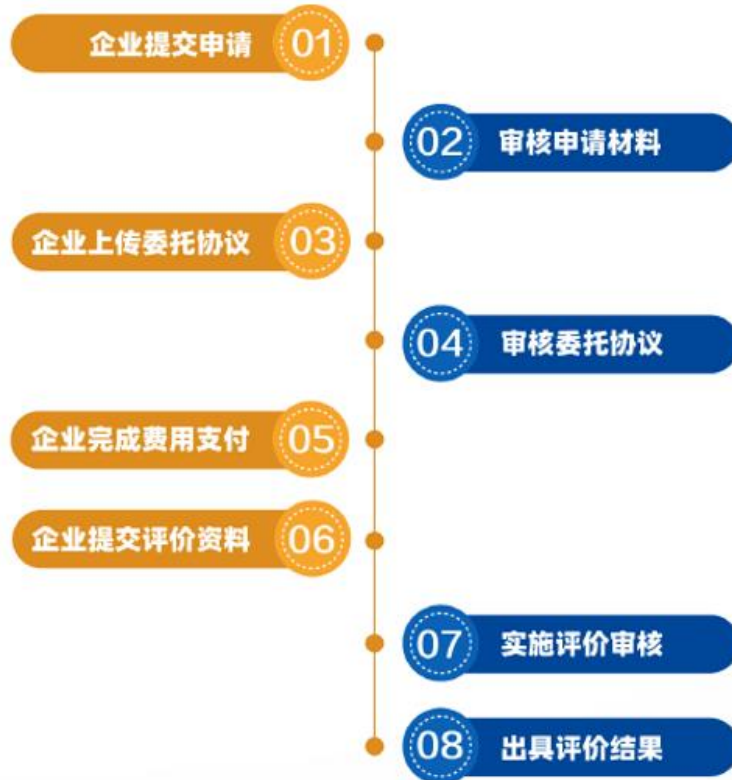 企业提交申请 01
02 审核申请材料
企业上传委托协议 03
04 审核委托协议
企业完成费用支付 05
企业提交评价资料 06
07 实施评价审核
08 出具评价结果